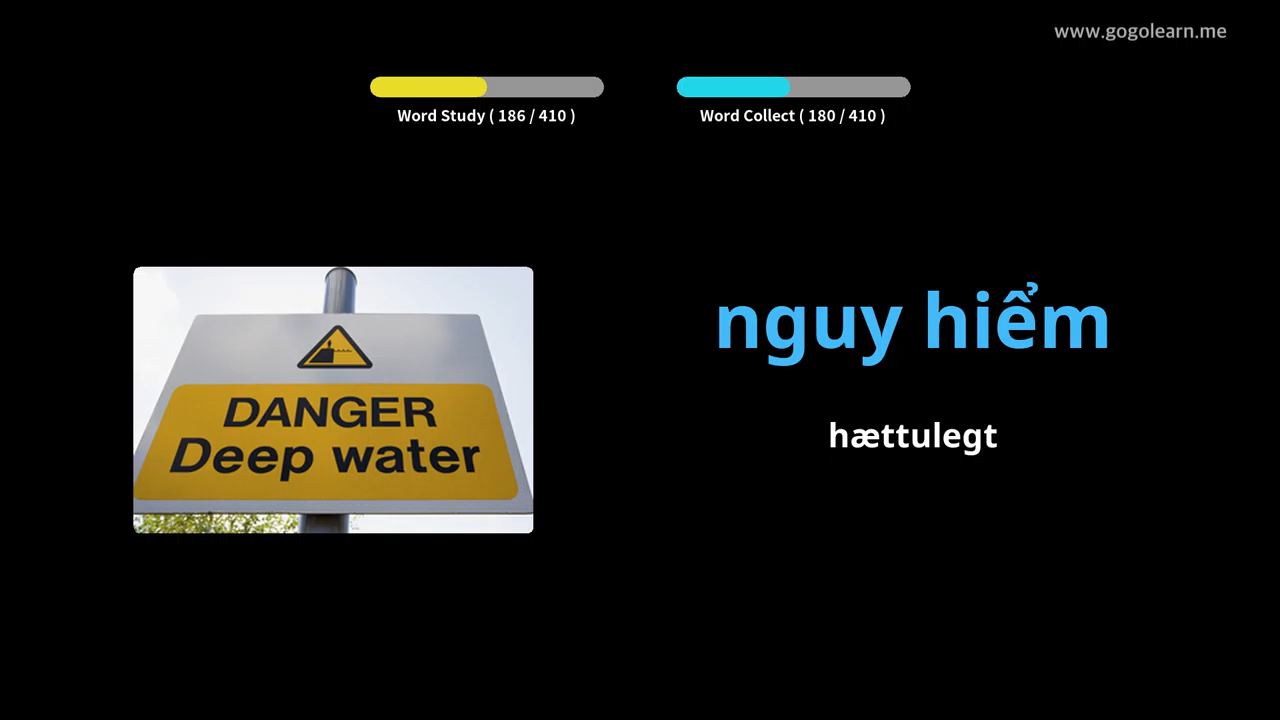 www.gogolearn.me
Word Study ( 186 / 410 )
Word Collect ( 180 / 410 )
DANGER
Deep water
nguy hiểm
hættulegt